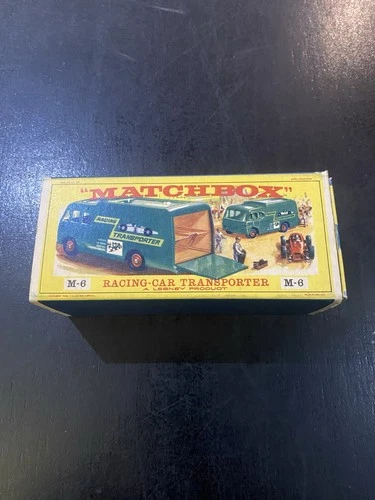 "MATCHBOX"
RACING
TRANSPORTER
M-6 RACING-CAR TRANSPORTER M-6
A LESNEY PRODUCT